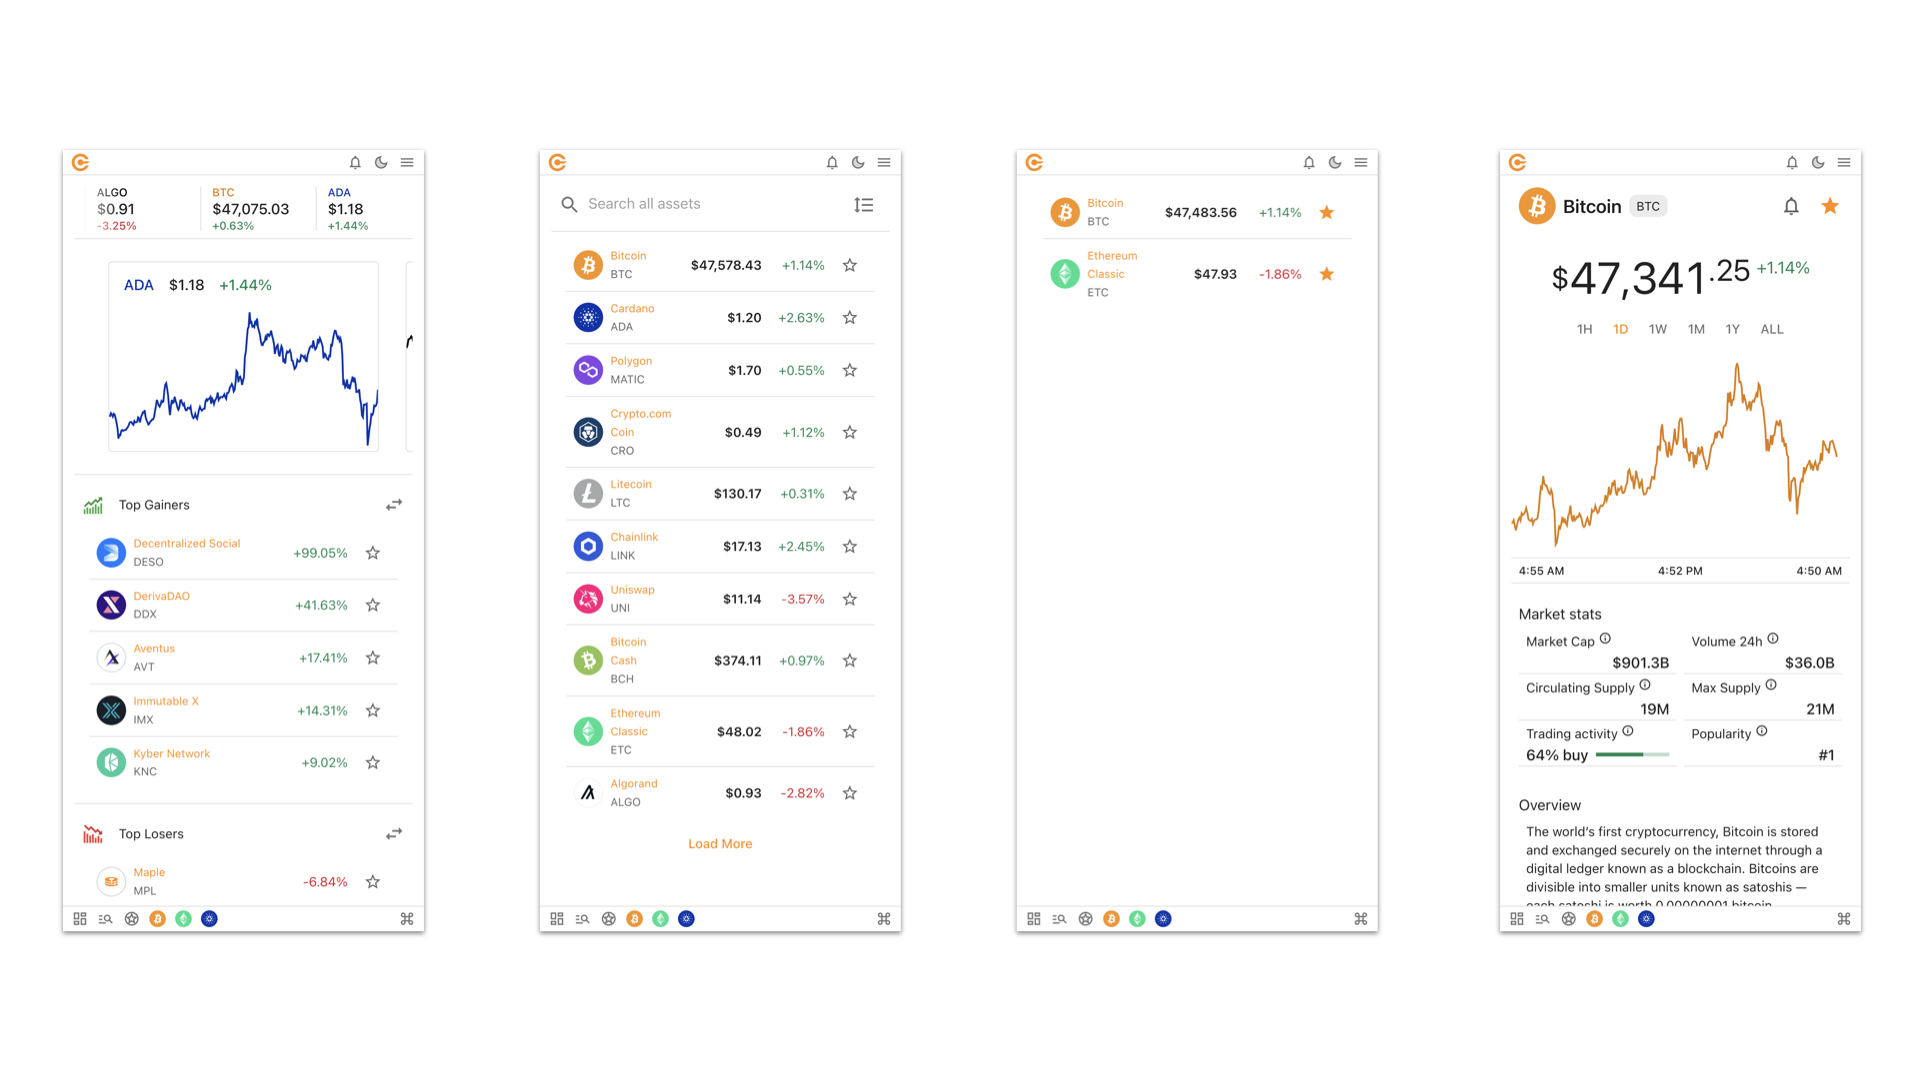 ALGO
$0.91
-3.25%
BTC
$47,075.03
+0.63%
ADA
$1.18
+1.44%
ADA $1.18 +1.44%
Top Gainers
Decentralized Social
DESO
+99.05%
DerivaDAO
DDX
+41.63%
Aventus
AVT
+17.41%
Immutable X
IMX
+14.31%
Kyber Network
KNC
+9.02%
Top Losers
Maple
MPL
-6.84%
Search all assets
Bitcoin
BTC
$47,578.43 +1.14%
Cardano
ADA
$1.20 +2.63%
Polygon
MATIC
$1.70 +0.55%
Crypto.com
Coin
CRO
$0.49 +1.12%
Litecoin
LTC
$130.17 +0.31%
Chainlink
LINK
$17.13 +2.45%
Uniswap
UNI
$11.14 -3.57%
Bitcoin
Cash
BCH
$374.11 +0.97%
Ethereum
Classic
ETC
$48.02 -1.86%
Algorand
ALGO
$0.93 -2.82%
Load More
Bitcoin
BTC
$47,483.56 +1.14%
Ethereum
Classic
ETC
$47.93 -1.86%
Bitcoin BTC
$47,341.25 +1.14%
1H 1D 1W 1M 1Y ALL
4:55 AM 4:52 PM 4:50 AM
Market stats
Market Cap
$901.3B
Volume 24h
$36.0B
Circulating Supply
19M
Max Supply
21M
Trading activity
64% buy
Popularity
#1
Overview
The world's first cryptocurrency, Bitcoin is stored
and exchanged securely on the internet through a
digital ledger known as a blockchain. Bitcoins are
divisible into smaller units known as satoshis —
each satoshi is worth 0.00000001 bitcoin.